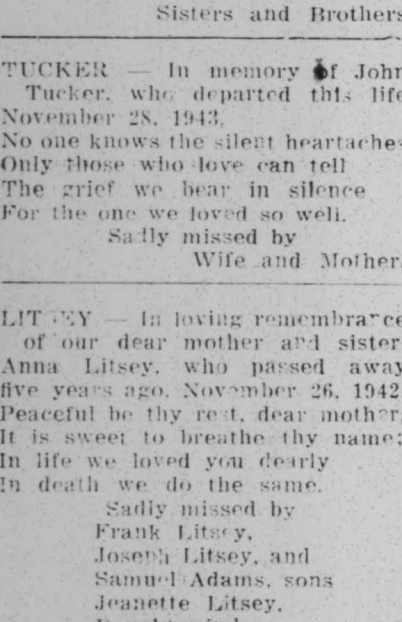 Sisters and Brothers
TUCKER — In memory of John
Tucker, who departed this life
November 28, 1943.
No one knows the silent heartaches
Only those who love can tell
The grief we bear in silence
For the one we loved so well.
Sadly missed by
Wife and Mother.
LITSEY — In loving remembrance
of our dear mother and sister
Anna Litsey, who passed away
five years ago, November 26, 1942
Peaceful be thy rest, dear mother,
It is sweet to breathe thy name;
In life we loved you dearly
In death we do the same.
Sadly missed by
Frank Litsey,
Joseph Litsey, and
Samuel Adams, sons
Jeanette Litsey,